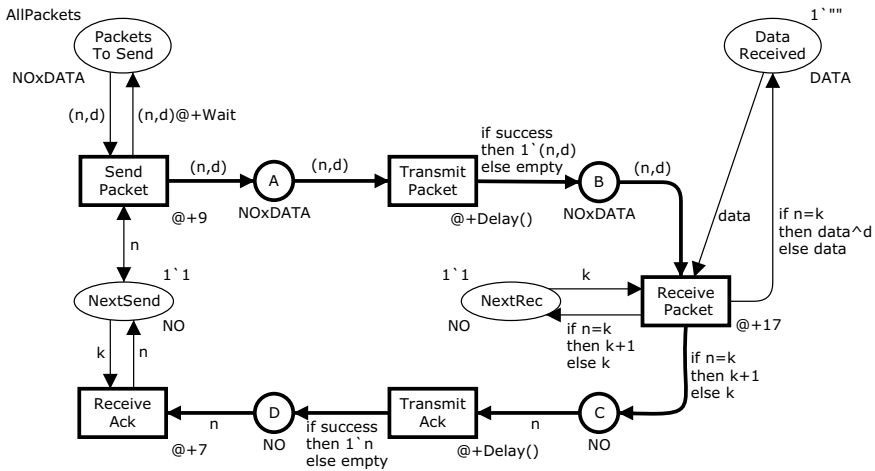 AllPackets
1`""
Packets
To Send
Data
Received
NOxDATA
DATA
(n,d)
(n,d)@+Wait
if success
then 1`(n,d)
else empty
Send
Packet
(n,d)
A
(n,d)
Transmit
Packet
B
(n,d)
@+9
NOxDATA
@+Delay()
NOxDATA
data
if n=k
then data^d
else data
n
1`1
NextSend
NO
1`1
NextRec
NO
k
if n=k
then k+1
else k
Receive
Packet
@+17
k
n
if n=k
then k+1
else k
Receive
Ack
@+7
n
D
NO
if success
then 1`n
else empty
Transmit
Ack
@+Delay()
n
C
NO